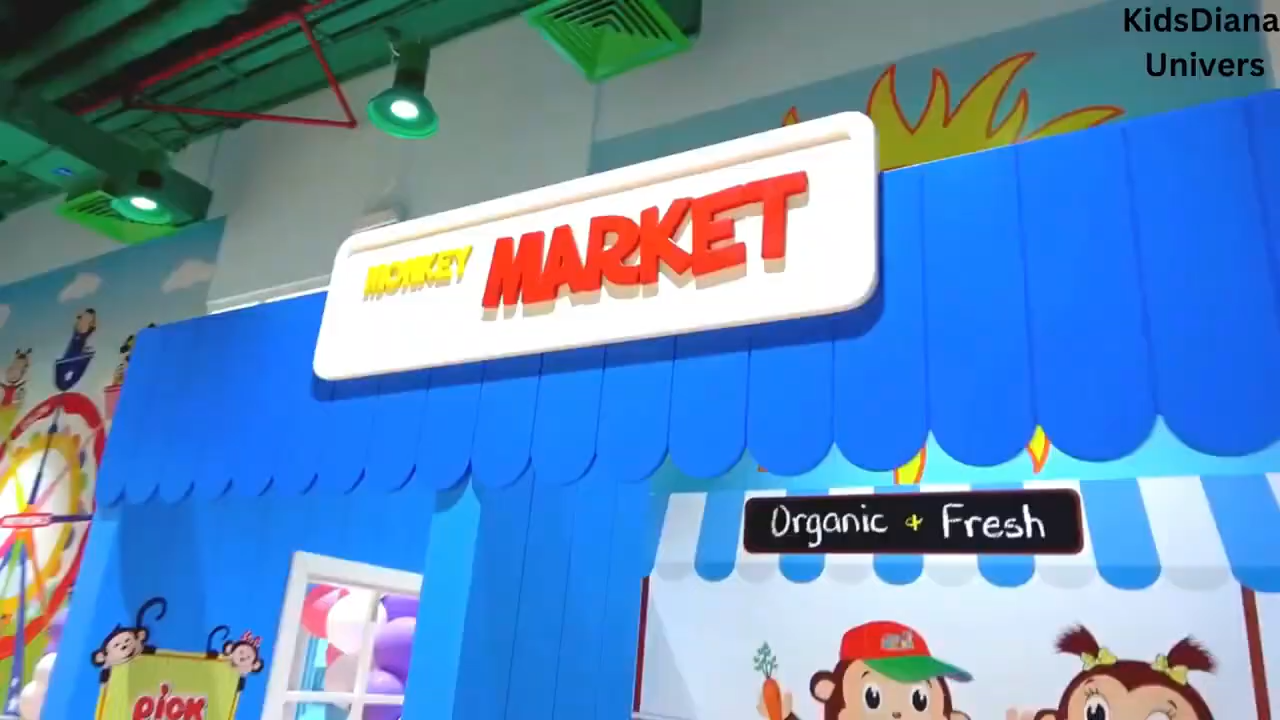 KidsDiana
Univers
MONKEY MARKET
Organic + Fresh
pick